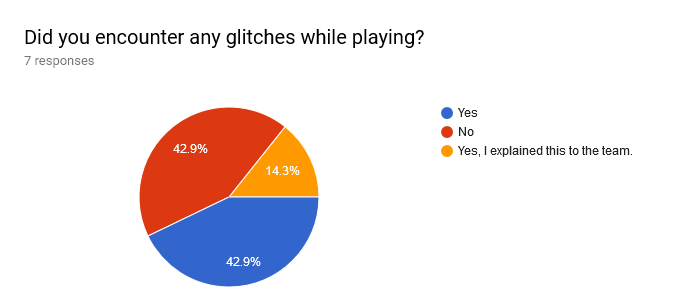 Did you encounter any glitches while playing?
7 responses
Yes
No
Yes, I explained this to the team.
42.9%
14.3%
42.9%